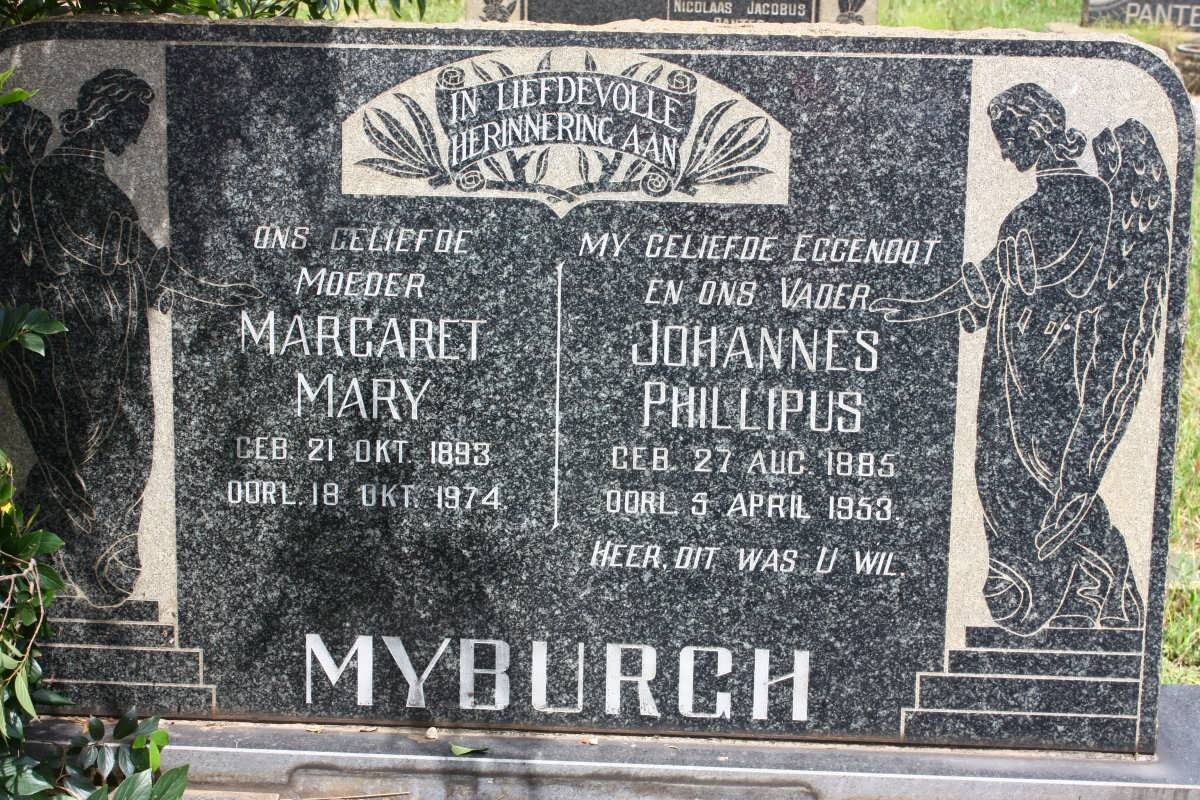 NICOLAAS JACOBUS
PANTER
PANTE
IN LIEFDEVOLLE
HERINNERING AAN
ONS GELIEFDE
MOEDER
MARGARET
MARY
GEB. 21 OKT. 1893
OORL. 18 OKT. 1974.
MY GELIEFDE EGGENOOT
EN ONS VADER
JOHANNES
PHILLIPUS
GEB. 27 AUG. 1885
OORL. 5 APRIL 1953.
HEER, DIT WAS U WIL.
MYBURGH